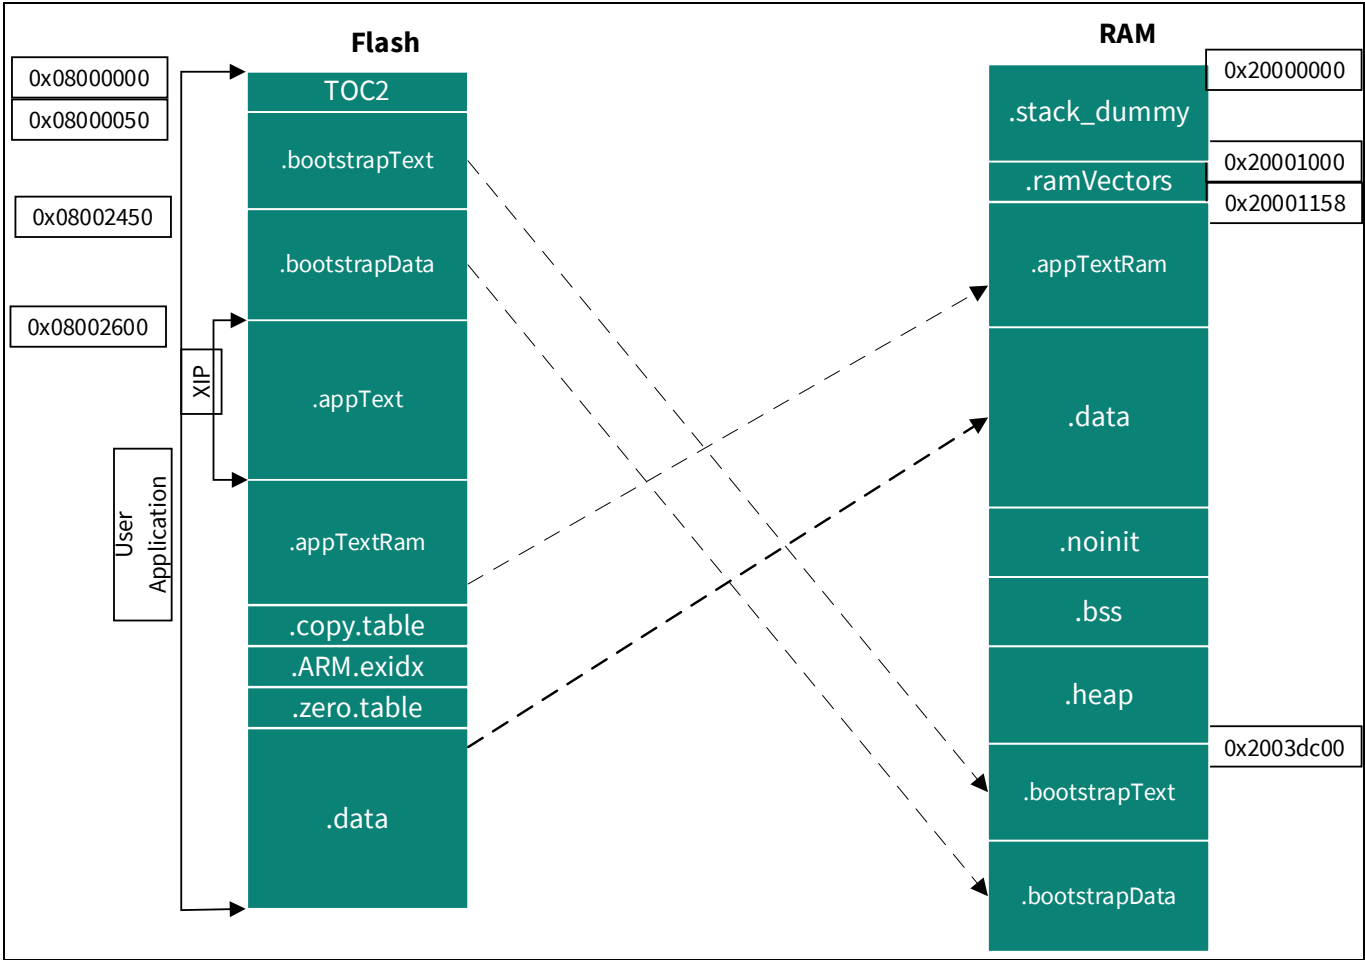 Flash
RAM
0x08000000
0x08000050
0x08002450
0x08002600
XIP
User
Application
TOC2
.bootstrapText
.bootstrapData
.appText
.appTextRam
.copy.table
.ARM.exidx
.zero.table
.data
.stack_dummy
.ramVectors
.appTextRam
.data
.noinit
.bss
.heap
.bootstrapText
.bootstrapData
0x20000000
0x20001000
0x20001158
0x2003dc00